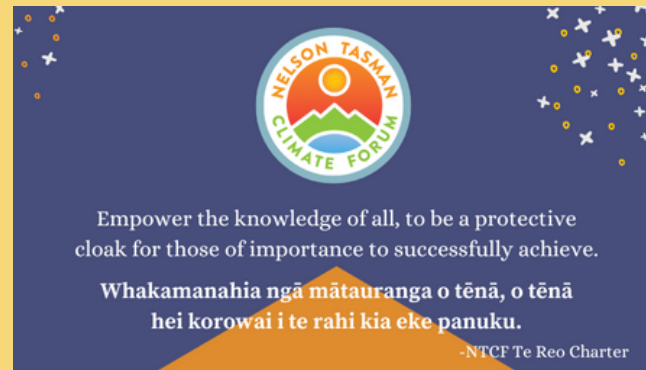 NELSON TASMAN
CLIMATE FORUM
Empower the knowledge of all, to be a protective
cloak for those of importance to successfully achieve.
Whakamanahia ngā mātauranga o tēnā, o tēnā
hei korowai i te rahi kia eke panuku.
-NTCF Te Reo Charter